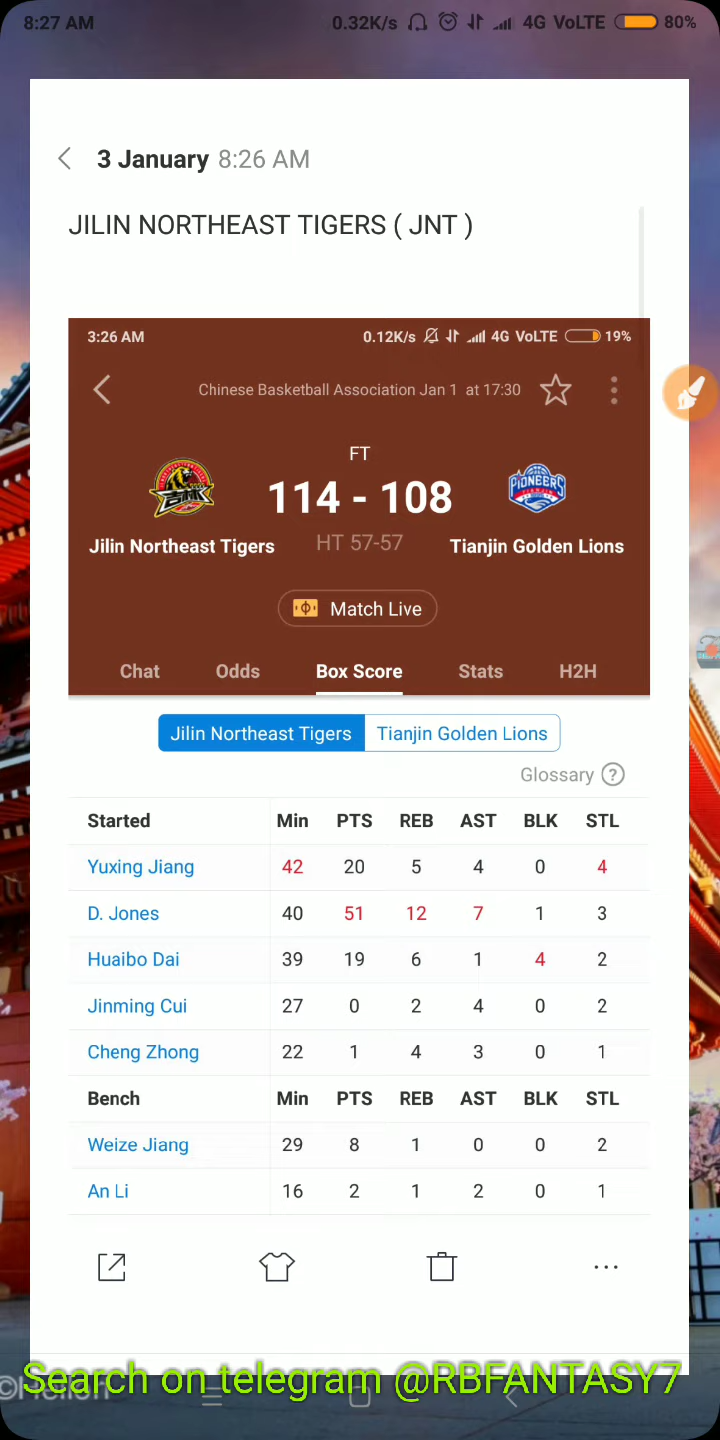 8:27 AM 0.32K/s 4G VoLTE 80%
3 January 8:26 AM
JILIN NORTHEAST TIGERS ( JNT )
3:26 AM 0.12K/s 4G VoLTE 19%
Chinese Basketball Association Jan 1 at 17:30
FT
114 - 108
PIONEERS
吉林
Jilin Northeast Tigers HT 57-57 Tianjin Golden Lions
Match Live
Chat Odds Box Score Stats H2H
Jilin Northeast Tigers Tianjin Golden Lions
Glossary ?
Started Min PTS REB AST BLK STL
Yuxing Jiang 42 20 5 4 0 4
D. Jones 40 51 12 7 1 3
Huaibo Dai 39 19 6 1 4 2
Jinming Cui 27 0 2 4 0 2
Cheng Zhong 22 1 4 3 0 1
Bench Min PTS REB AST BLK STL
Weize Jiang 29 8 1 0 0 2
An Li 16 2 1 2 0 1
Search on telegram @RBFANTASY7